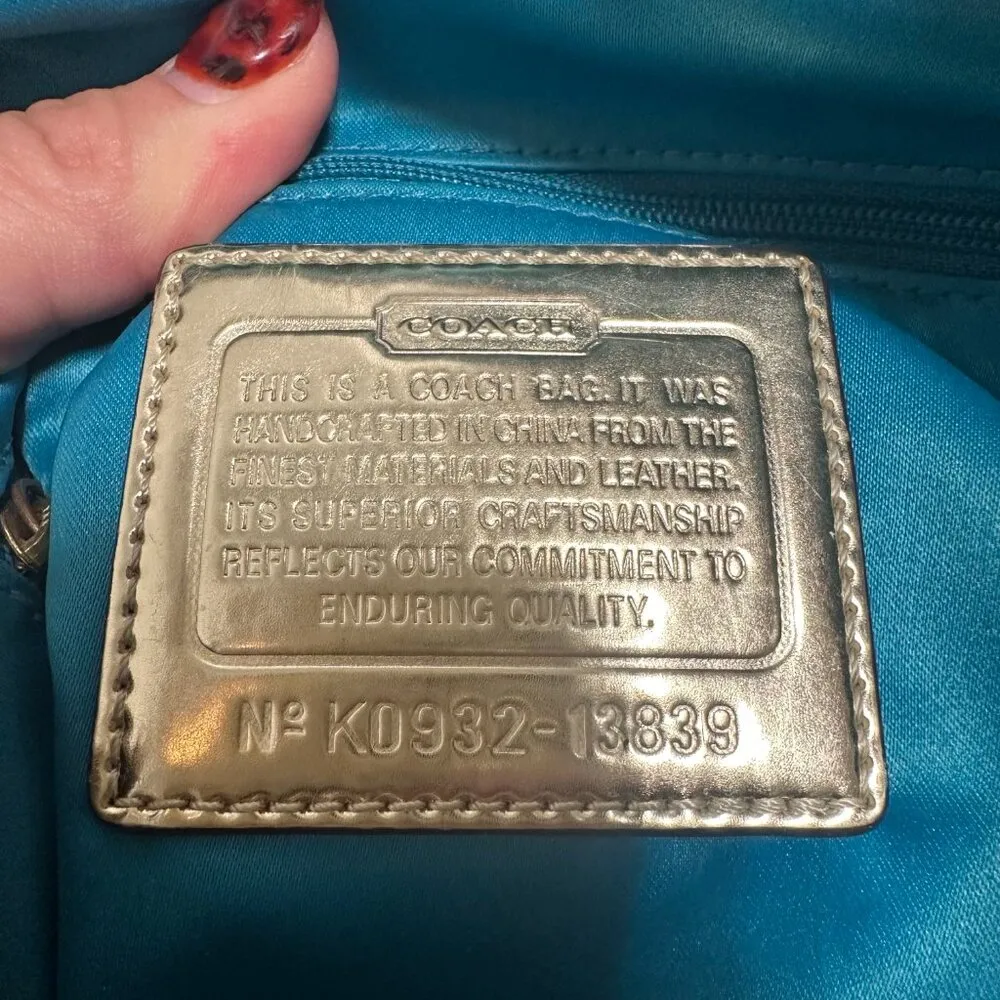 COACH
THIS IS A COACH BAG. IT WAS
HANDCRAFTED IN CHINA FROM THE
FINEST MATERIALS AND LEATHER.
ITS SUPERIOR CRAFTSMANSHIP
REFLECTS OUR COMMITMENT TO
ENDURING QUALITY.
Nº K0932-13839